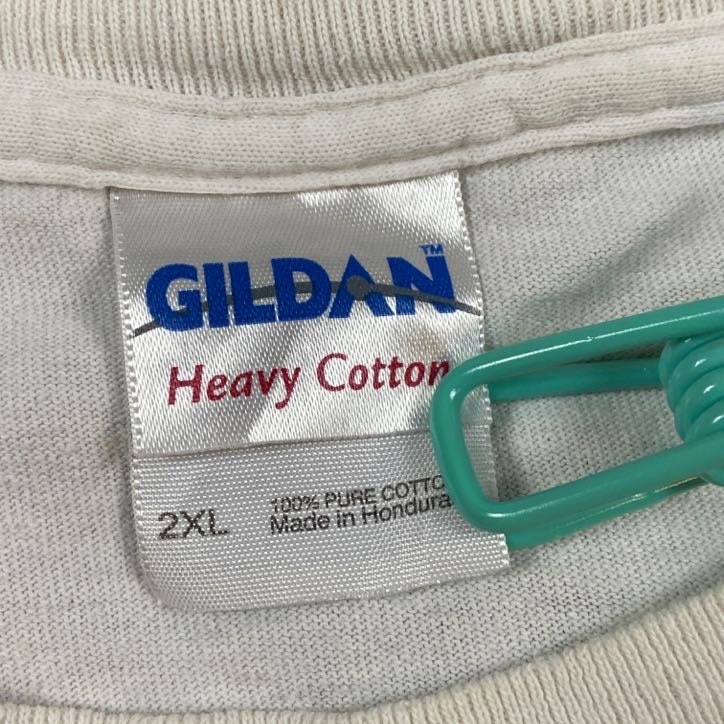 GILDAN™
Heavy Cotton
2XL
100% PURE COTTO
Made in Hondura